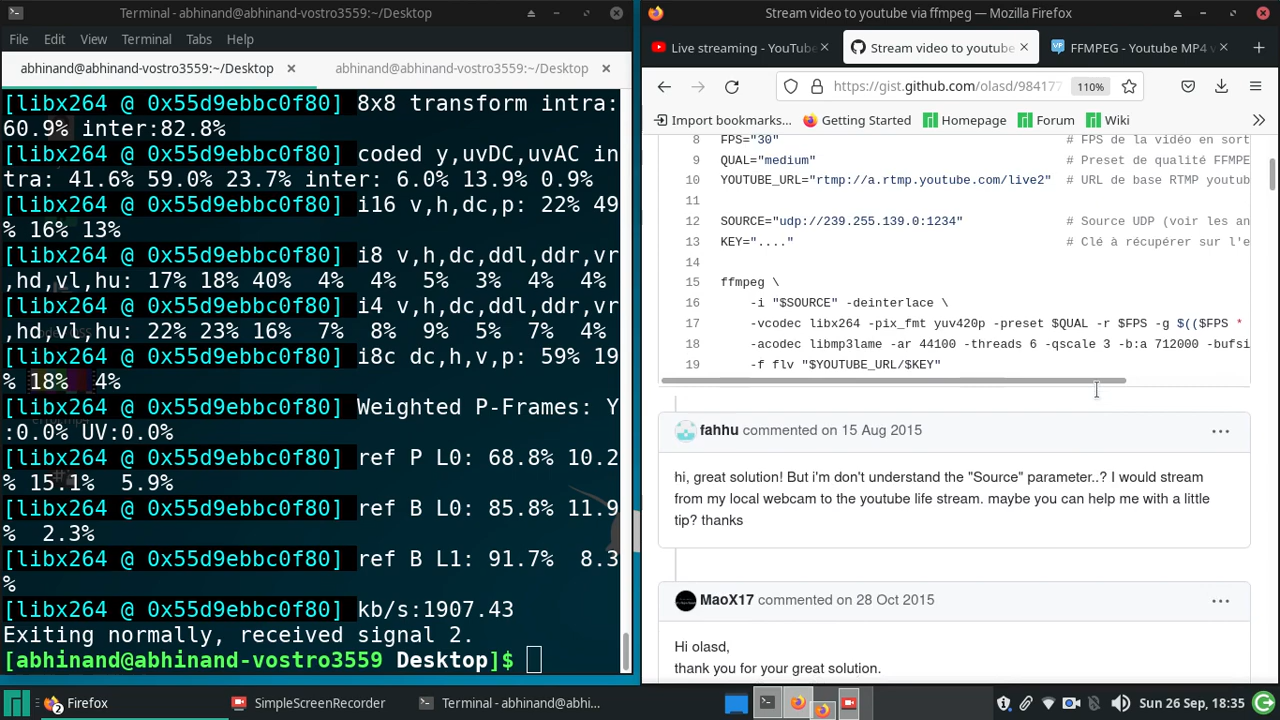 Terminal - abhinand@abhinand-vostro3559:~/Desktop
File Edit View Terminal Tabs Help
abhinand@abhinand-vostro3559:~/Desktop
abhinand@abhinand-vostro3559:~/Desktop
[libx264 @ 0x55d9ebbc0f80] 8x8 transform intra:
60.9% inter:82.8%
[libx264 @ 0x55d9ebbc0f80] coded y,uvDC,uvAC in
tra: 41.6% 59.0% 23.7% inter: 6.0% 13.9% 0.9%
[libx264 @ 0x55d9ebbc0f80] i16 v,h,dc,p: 22% 49
% 16% 13%
[libx264 @ 0x55d9ebbc0f80] i8 v,h,dc,ddl,ddr,vr
,hd,vl,hu: 17% 18% 40%  4%  4%  5%  3%  4%  4%
[libx264 @ 0x55d9ebbc0f80] i4 v,h,dc,ddl,ddr,vr
,hd,vl,hu: 22% 23% 16%  7%  8%  9%  5%  7%  4%
[libx264 @ 0x55d9ebbc0f80] i8c dc,h,v,p: 59% 19
% 18%  4%
[libx264 @ 0x55d9ebbc0f80] Weighted P-Frames: Y
:0.0% UV:0.0%
[libx264 @ 0x55d9ebbc0f80] ref P L0: 68.8% 10.2
% 15.1%  5.9%
[libx264 @ 0x55d9ebbc0f80] ref B L0: 85.8% 11.9
%  2.3%
[libx264 @ 0x55d9ebbc0f80] ref B L1: 91.7%  8.3
%
[libx264 @ 0x55d9ebbc0f80] kb/s:1907.43
Exiting normally, received signal 2.
[abhinand@abhinand-vostro3559 Desktop]$
Stream video to youtube via ffmpeg — Mozilla Firefox
Live streaming - YouTube
Stream video to youtube
FFMPEG - Youtube MP4 v
https://gist.github.com/olasd/984177
110%
Import bookmarks...
Getting Started
Homepage
Forum
Wiki
8 FPS="30" # FPS de la vidéo en sort
9 QUAL="medium" # Preset de qualité FFMPE
10 YOUTUBE_URL="rtmp://a.rtmp.youtube.com/live2" # URL de base RTMP youtub
11
12 SOURCE="udp://239.255.139.0:1234" # Source UDP (voir les an
13 KEY="...." # Clé à récupérer sur l'e
14
15 ffmpeg \
16 -i "$SOURCE" -deinterlace \
17 -vcodec libx264 -pix_fmt yuv420p -preset $QUAL -r $FPS -g $(($FPS *
18 -acodec libmp3lame -ar 44100 -threads 6 -qscale 3 -b:a 712000 -bufsi
19 -f flv "$YOUTUBE_URL/$KEY"
fahhu commented on 15 Aug 2015
hi, great solution! But i'm don't understand the "Source" parameter..? I would stream
from my local webcam to the youtube life stream. maybe you can help me with a little
tip? thanks
MaoX17 commented on 28 Oct 2015
Hi olasd,
thank you for your great solution.
2 Firefox
SimpleScreenRecorder
Terminal - abhinand@abhi...
Sun 26 Sep, 18:35